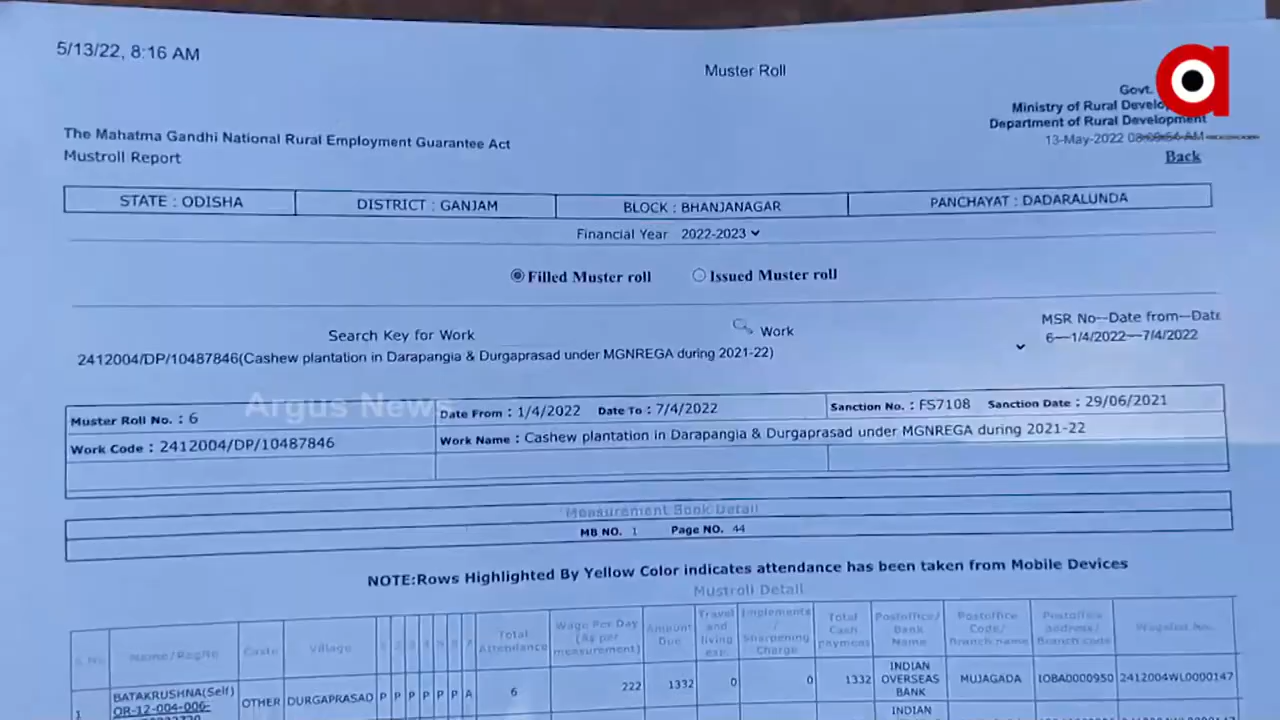 5/13/22, 8:16 AM
Muster Roll
Govt.
Ministry of Rural Develo
Department of Rural Development
13-May-2022
Back
The Mahatma Gandhi National Rural Employment Guarantee Act
Mustroll Report
STATE : ODISHA DISTRICT : GANJAM BLOCK : BHANJANAGAR PANCHAYAT : DADARALUNDA
Financial Year 2022-2023
Filled Muster roll Issued Muster roll
Search Key for Work Work MSR No--Date from--Date
2412004/DP/10487846(Cashew plantation in Darapangia & Durgaprasad under MGNREGA during 2021-22) 6--1/4/2022--7/4/2022
Argus News
Muster Roll No. : 6 Date From : 1/4/2022 Date To : 7/4/2022 Sanction No. : FS7108 Sanction Date : 29/06/2021
Work Code : 2412004/DP/10487846 Work Name : Cashew plantation in Darapangia & Durgaprasad under MGNREGA during 2021-22
Measurement Book Detail
MB NO. 1 Page NO. 44
NOTE:Rows Highlighted By Yellow Color indicates attendance has been taken from Mobile Devices
Mustroll Detail
S.No Name/RegNo Caste Village Total Attendance Wage Per Day (As per measurement) Amount Due Travel and living exp. Implements / Sharpening Charge Total Cash payment Postoffice/ Bank Name Postoffice Code/ Branch name Postoffice address/ Branch code Wagelist No.
1 BATAKRUSHNA(Self) OR-12-004-006- OTHER DURGAPRASAD P P P P P P A 6 222 1332 0 0 1332 INDIAN OVERSEAS BANK MUJAGADA IOBA0000950 2412004WL0000147
INDIAN